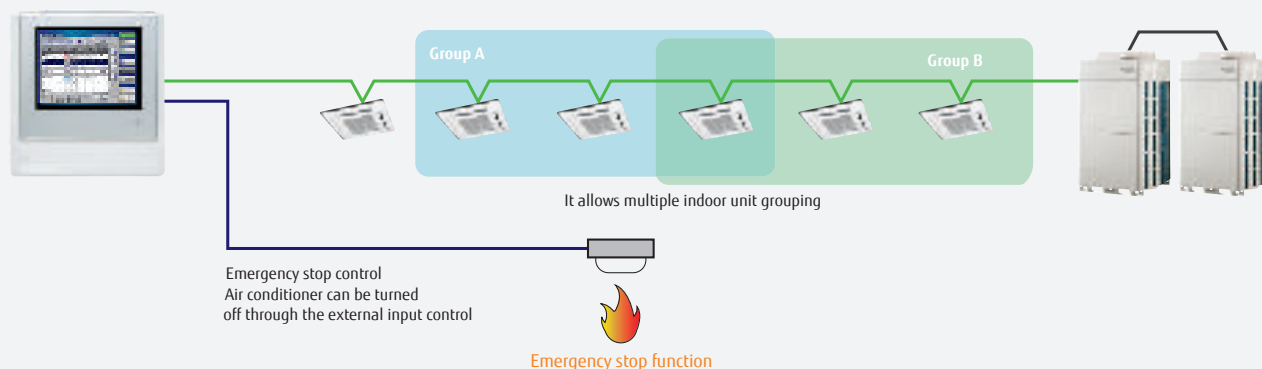 Group A
Group B
It allows multiple indoor unit grouping
Emergency stop control
Air conditioner can be turned
off through the external input control
Emergency stop function